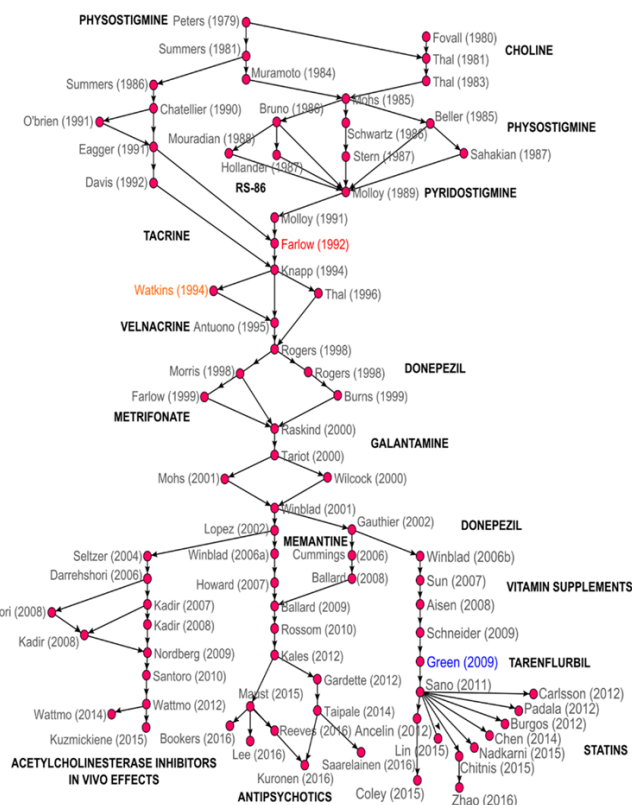 PHYSOSTIGMINE Peters (1979)
Fovall (1980)
CHOLINE
Summers (1981)
Thal (1981)
Muramoto (1984)
Thal (1983)
Summers (1986)
Mohs (1985)
Chatellier (1990)
Bruno (1986)
Beller (1985)
O'brien (1991)
Schwartz (1986)
PHYSOSTIGMINE
Mouradian (1988)
Eagger (1991)
Hollander (1987)
Stern (1987)
Sahakian (1987)
Davis (1992)
RS-86
Molloy (1989)
PYRIDOSTIGMINE
Molloy (1991)
TACRINE
Farlow (1992)
Knapp (1994)
Watkins (1994)
Thal (1996)
VELNACRINE Antuono (1995)
Rogers (1998)
Morris (1998)
Rogers (1998)
DONEPEZIL
Farlow (1999)
Burns (1999)
METRIFONATE
Raskind (2000)
GALANTAMINE
Tariot (2000)
Mohs (2001)
Wilcock (2000)
Winblad (2001)
Lopez (2002)
Gauthier (2002)
DONEPEZIL
MEMANTINE
Seltzer (2004)
Winblad (2006a)
Cummings (2006)
Winblad (2006b)
Darrehshori (2006)
Howard (2007)
Ballard (2008)
Sun (2007)
VITAMIN SUPPLEMENTS
ori (2008)
Kadir (2007)
Ballard (2009)
Aisen (2008)
Kadir (2008)
Rossom (2010)
Schneider (2009)
Kadir (2008)
Nordberg (2009)
Kales (2012)
Green (2009)
TARENFLURBIL
Santoro (2010)
Gardette (2012)
Sano (2011)
Carlsson (2012)
Wattmo (2012)
Maust (2015)
Taipale (2014)
Padala (2012)
Wattmo (2014)
Burgos (2012)
Kuzmickiene (2015)
Bookers (2016)
Reeves (2016)
Ancelin (2012)
Chen (2014)
Lin (2015)
Nadkarni (2015)
STATINS
Lee (2016)
Saarelainen (2016)
Chitnis (2015)
ACETYLCHOLINESTERASE INHIBITORS
IN VIVO EFFECTS
Kuronen (2016)
Coley (2015)
ANTIPSYCHOTICS
Zhao (2016)